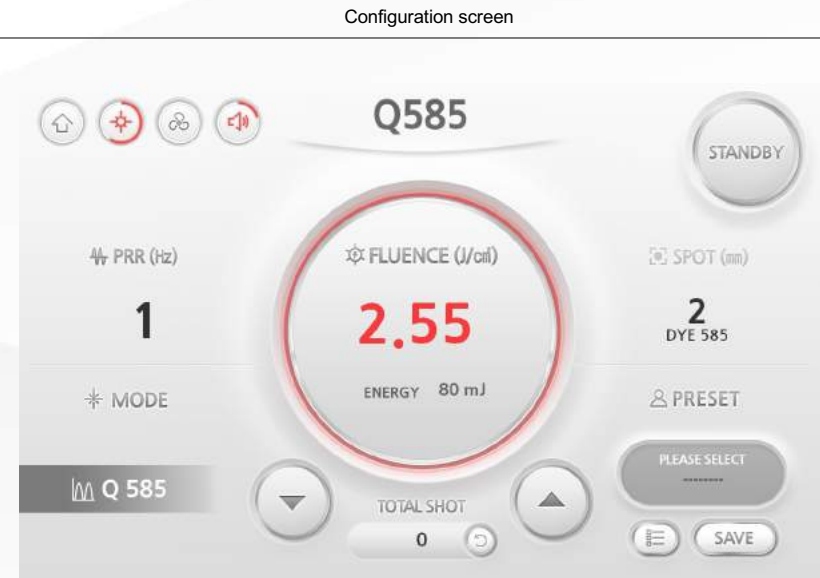 Configuration screen
Q585
STANDBY
PRR (Hz)
1
FLUENCE (J/㎠)
2.55
ENERGY 80 mJ
SPOT (㎜)
2
DYE 585
MODE
Q 585
PRESET
PLEASE SELECT
--------
TOTAL SHOT
0
SAVE